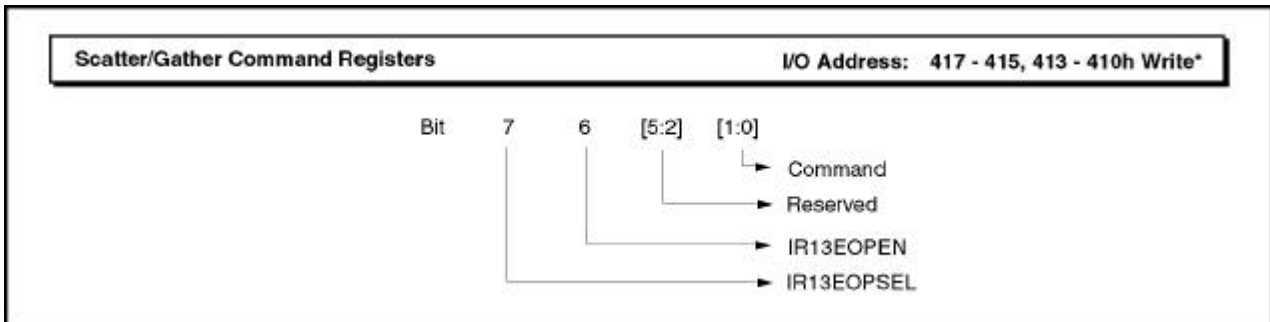 Scatter/Gather Command Registers I/O Address: 417 - 415, 413 - 410h Write*
Bit 7 6 [5:2] [1:0]
Command
Reserved
IR13EOPEN
IR13EOPSEL